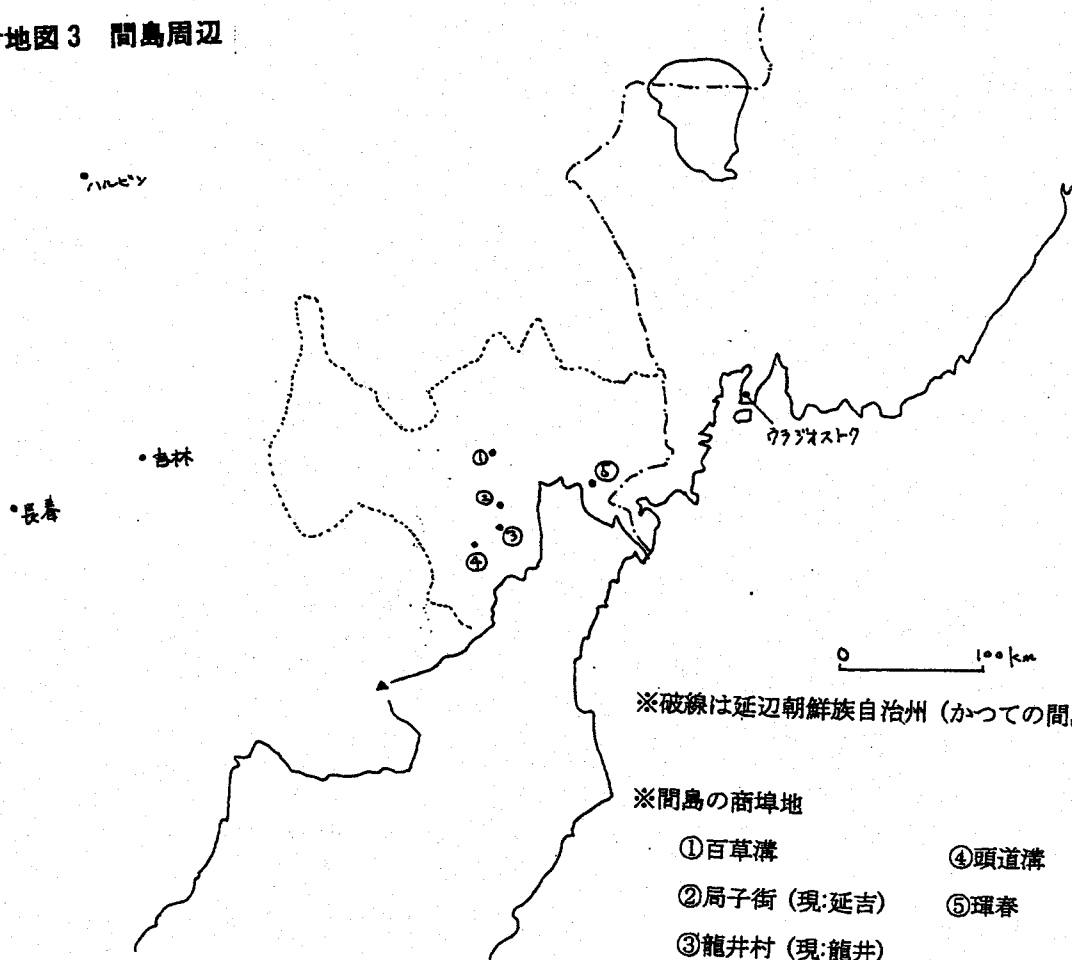 地図3　間島周辺
ハルビン
吉林
長春
①
②
③
④
⑤
ウラジオストク
0 100km
※破線は延辺朝鮮族自治州（かつての間
※間島の商埠地
①百草溝
④頭道溝
②局子街（現:延吉）
⑤琿春
③龍井村（現:龍井）